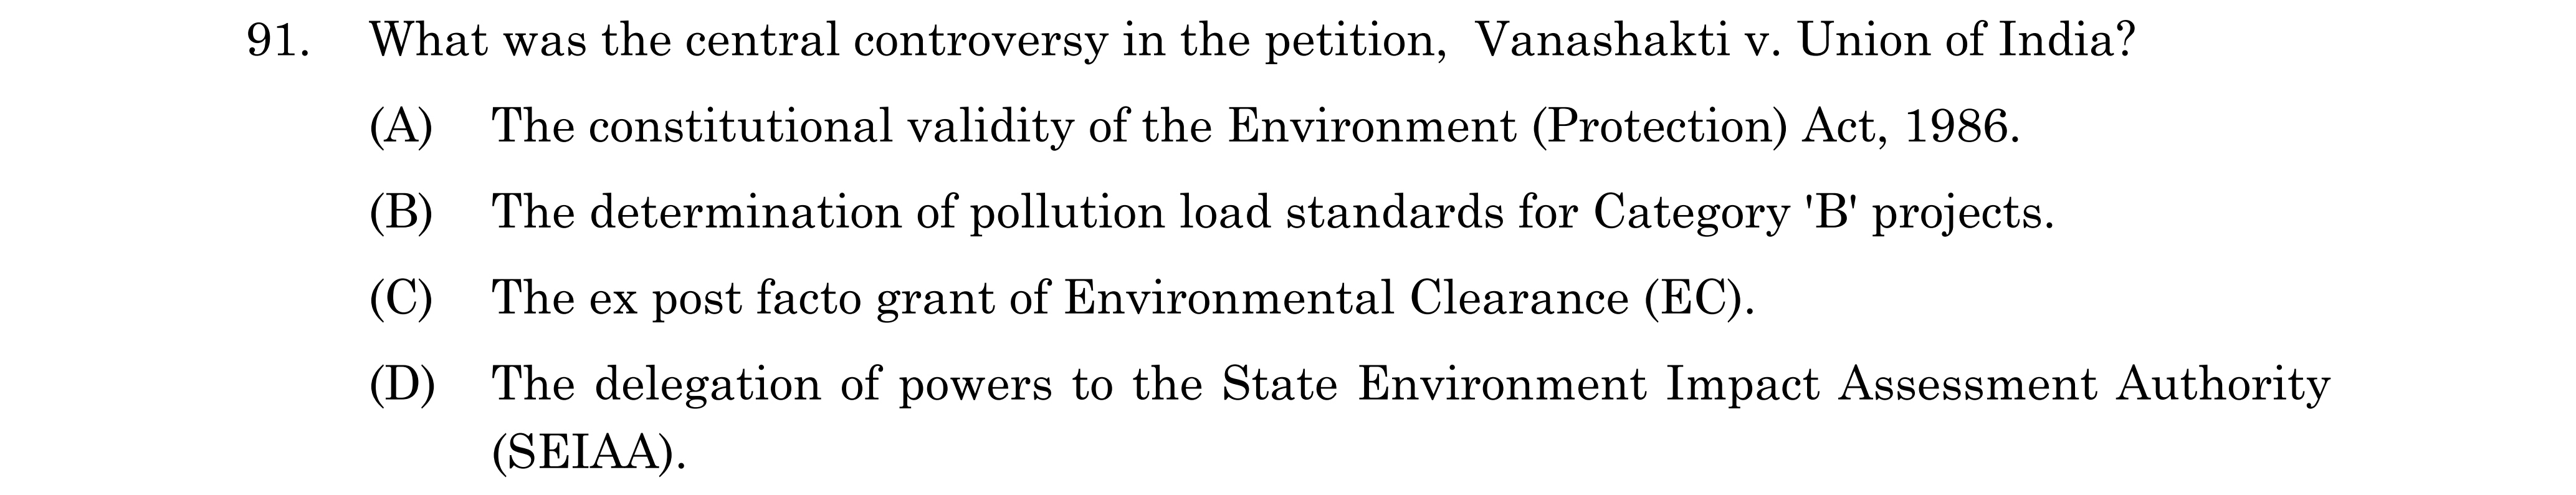 91. What was the central controversy in the petition, Vanashakti v. Union of India?
(A) The constitutional validity of the Environment (Protection) Act, 1986.
(B) The determination of pollution load standards for Category 'B' projects.
(C) The ex post facto grant of Environmental Clearance (EC).
(D) The delegation of powers to the State Environment Impact Assessment Authority
(SEIAA).